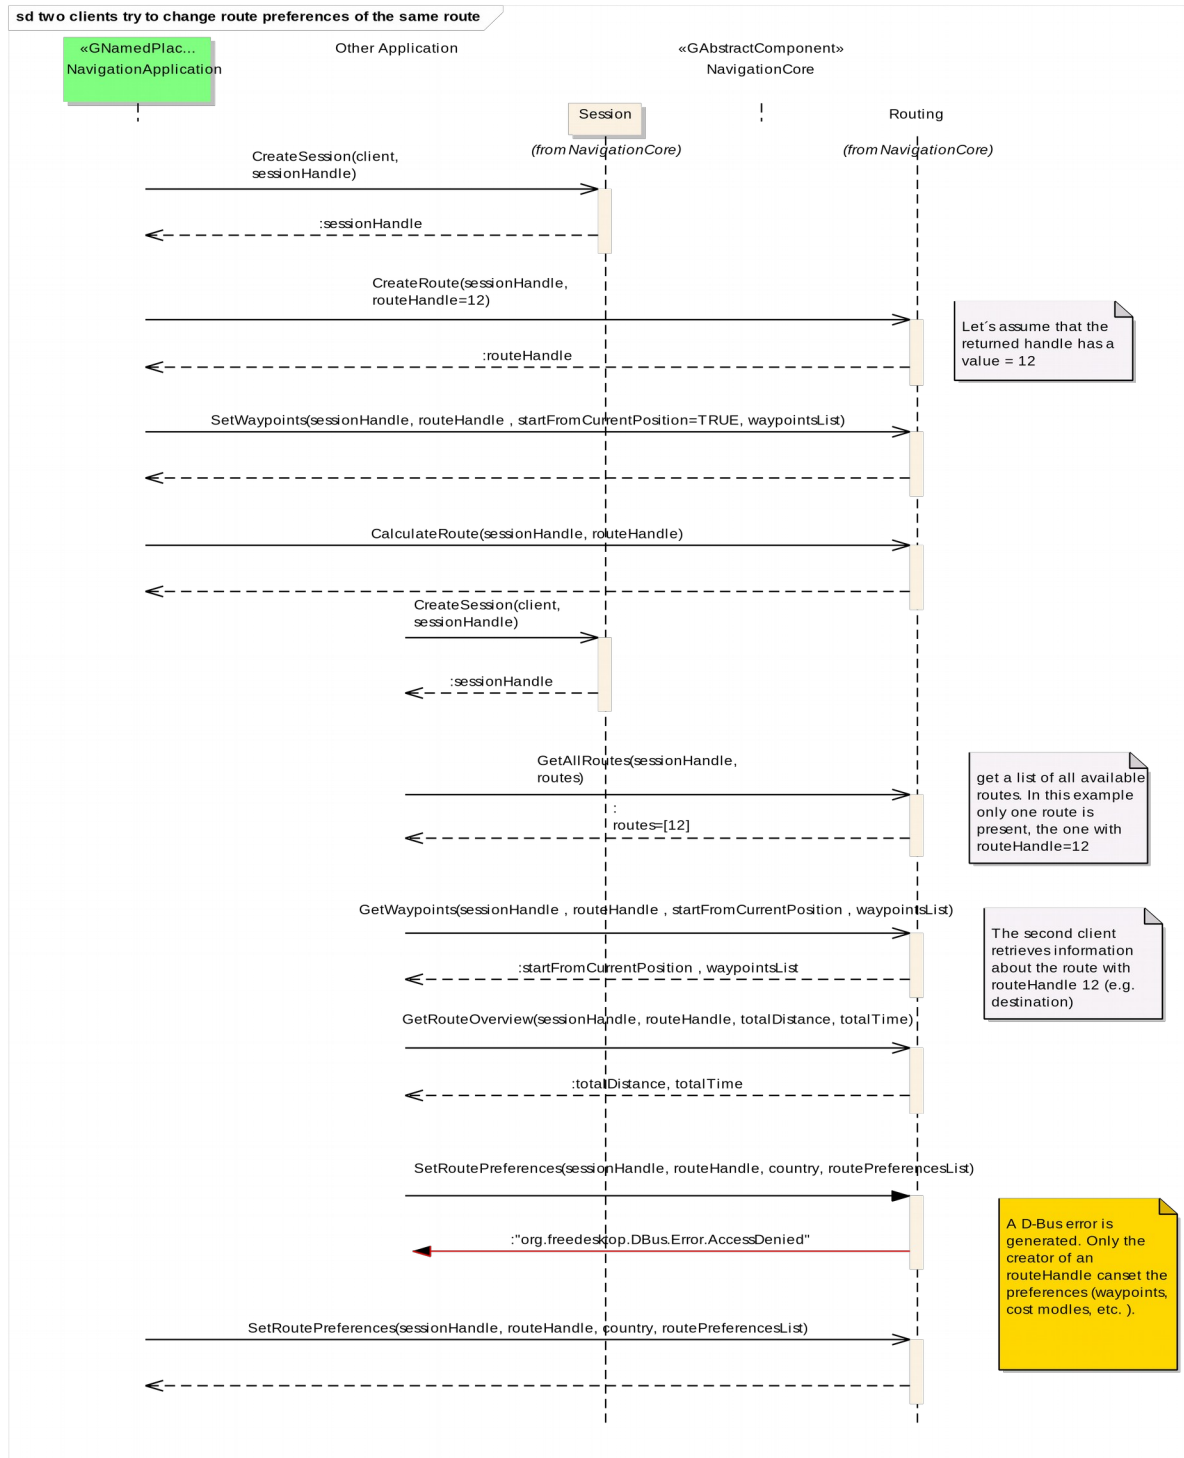 sd two clients try to change route preferences of the same route
«GNamedPlac...
NavigationApplication
Other Application
«GAbstractComponent»
NavigationCore
Session
Routing
(from NavigationCore)
(from NavigationCore)
CreateSession(client,
sessionHandle)
:sessionHandle
CreateRoute(sessionHandle,
routeHandle=12)
Let´s assume that the
returned handle has a
value = 12
:routeHandle
SetWaypoints(sessionHandle, routeHandle , startFromCurrentPosition=TRUE, waypointsList)
CalculateRoute(sessionHandle, routeHandle)
CreateSession(client,
sessionHandle)
:sessionHandle
GetAllRoutes(sessionHandle,
routes)
:
routes=[12]
get a list of all available
routes. In this example
only one route is
present, the one with
routeHandle=12
GetWaypoints(sessionHandle , routeHandle , startFromCurrentPosition , waypointsList)
:startFromCurrentPosition , waypointsList
The second client
retrieves information
about the route with
routeHandle 12 (e.g.
destination)
GetRouteOverview(sessionHandle, routeHandle, totalDistance, totalTime)
:totalDistance, totalTime
SetRoutePreferences(sessionHandle, routeHandle, country, routePreferencesList)
:"org.freedesktop.DBus.Error.AccessDenied"
A D-Bus error is
generated. Only the
creator of an
routeHandle canset the
preferences (waypoints,
cost modles, etc. ).
SetRoutePreferences(sessionHandle, routeHandle, country, routePreferencesList)